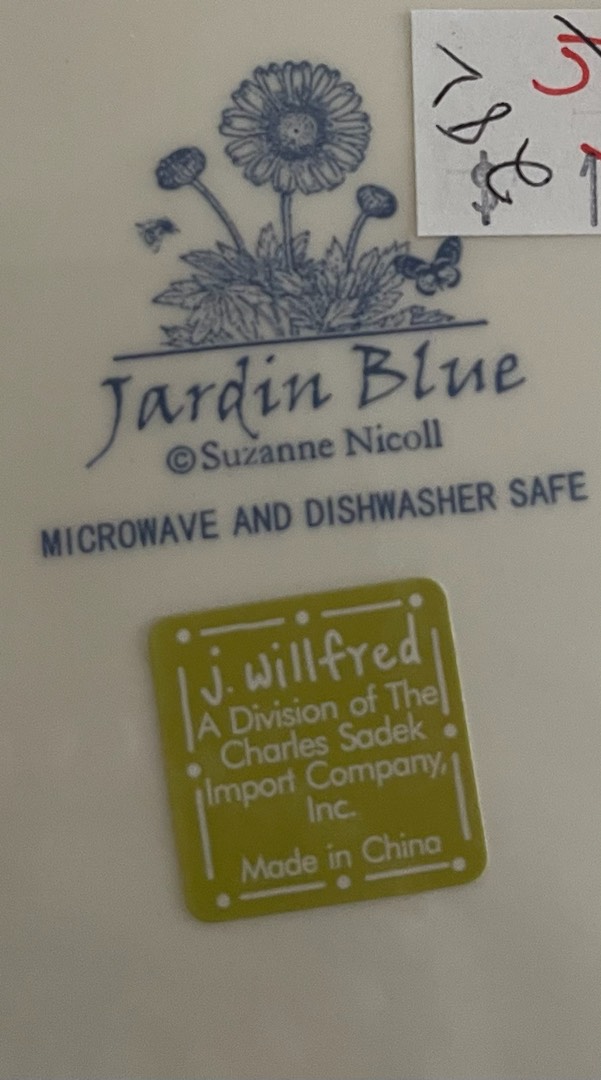 Jardin Blue
©Suzanne Nicoll
MICROWAVE AND DISHWASHER SAFE
j. willfred
A Division of The
Charles Sadek
Import Company,
Inc.
Made in China